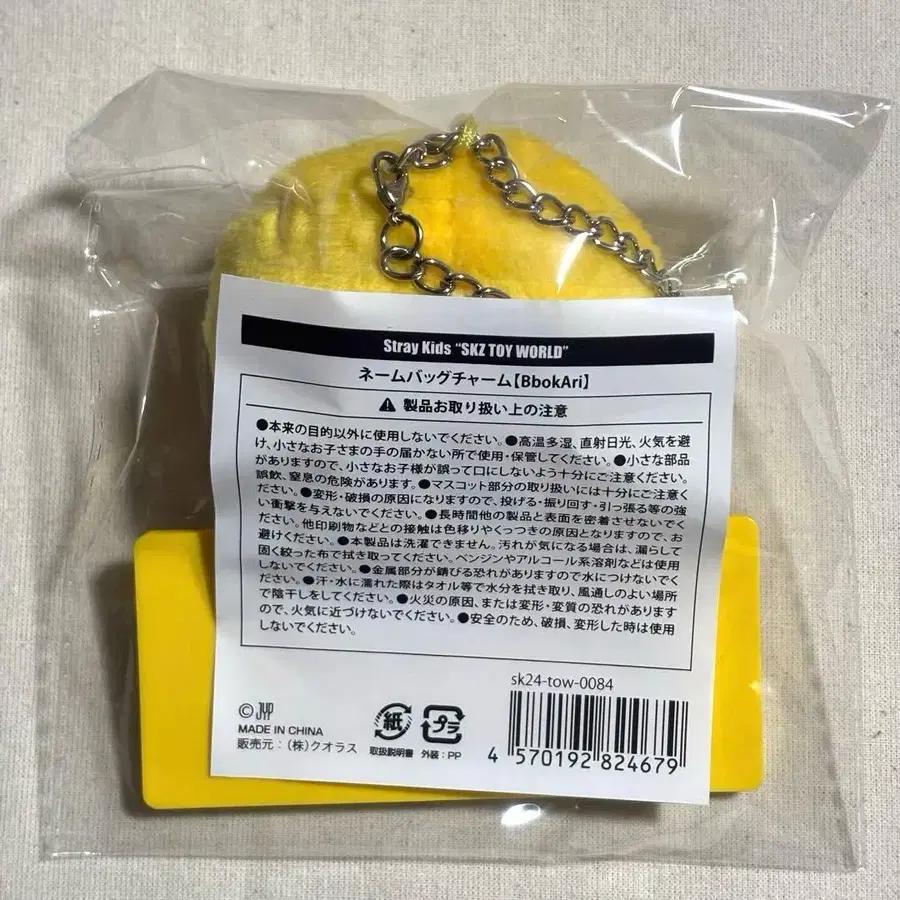 Stray Kids "SKZ TOY WORLD"
ネームバッグチャーム【BbokAri】
⚠ 製品お取り扱い上の注意
●本来の目的以外に使用しないでください。●高温多湿、直射日光、火気を避
け、小さなお子さまの手の届かない所で使用・保管してください。●小さな部品
がありますので、小さなお子様が誤って口にしないよう十分にご注意ください。
誤飲、窒息の危険があります。●マスコット部分の取り扱いには十分にご注意く
ださい。●変形・破損の原因になりますので、投げる・振り回す・引っ張る等の強
い衝撃を与えないでください。●長時間他の製品と表面を密着させないでく
ださい。他印刷物などとの接触は色移りやくっつきの原因となりますので、お
避けください。●本製品は洗濯できません。汚れが気になる場合は、濡らして
固く絞った布で拭き取ってください。ベンジンやアルコール系溶剤などは使用
しないでください。●金属部分が錆びる恐れがありますので水につけないでく
ださい。●汗・水に濡れた際はタオル等で水分を拭き取り、風通しのよい場所
で陰干しをしてください。●火災の原因、または変形・変質の恐れがあります
ので、火気に近づけないでください。●安全のため、破損、変形した時は使用
しないでください。
sk24-tow-0084
© JYP
MADE IN CHINA
販売元：（株）クオラス
紙
取扱説明書
プラ
外装：PP
4 570192 824679